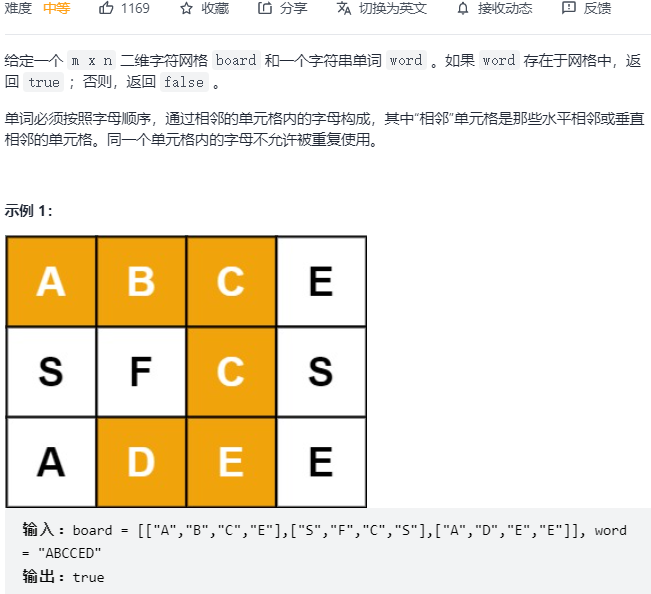 难度 中等 1169 收藏 分享 切换为英文 接收动态 反馈
给定一个 m x n 二维字符网格 board 和一个字符串单词 word 。如果 word 存在于网格中，返
回 true ；否则，返回 false 。
单词必须按照字母顺序，通过相邻的单元格内的字母构成，其中“相邻”单元格是那些水平相邻或垂直
相邻的单元格。同一个单元格内的字母不允许被重复使用。
示例 1：
A B C E
S F C S
A D E E
输入：board = [["A","B","C","E"],["S","F","C","S"],["A","D","E","E"]], word
= "ABCCED"
输出：true